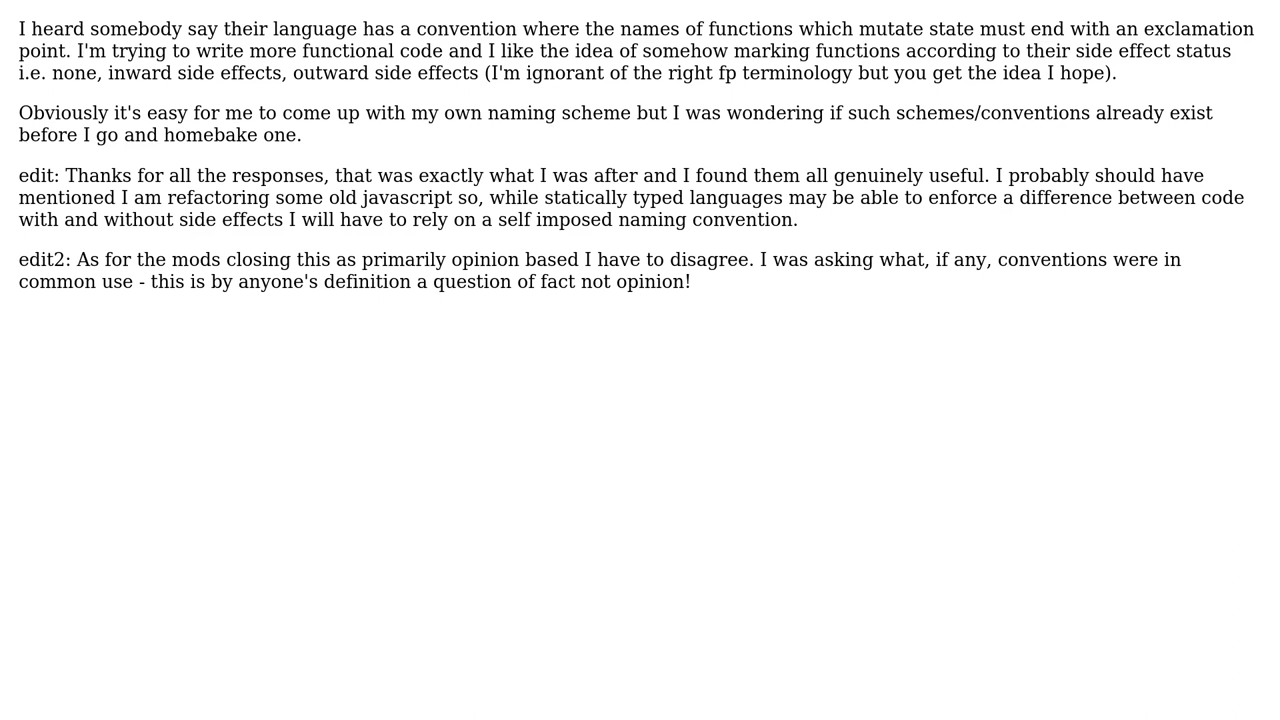 I heard somebody say their language has a convention where the names of functions which mutate state must end with an exclamation
point. I'm trying to write more functional code and I like the idea of somehow marking functions according to their side effect status
i.e. none, inward side effects, outward side effects (I'm ignorant of the right fp terminology but you get the idea I hope).
Obviously it's easy for me to come up with my own naming scheme but I was wondering if such schemes/conventions already exist
before I go and homebake one.
edit: Thanks for all the responses, that was exactly what I was after and I found them all genuinely useful. I probably should have
mentioned I am refactoring some old javascript so, while statically typed languages may be able to enforce a difference between code
with and without side effects I will have to rely on a self imposed naming convention.
edit2: As for the mods closing this as primarily opinion based I have to disagree. I was asking what, if any, conventions were in
common use - this is by anyone's definition a question of fact not opinion!